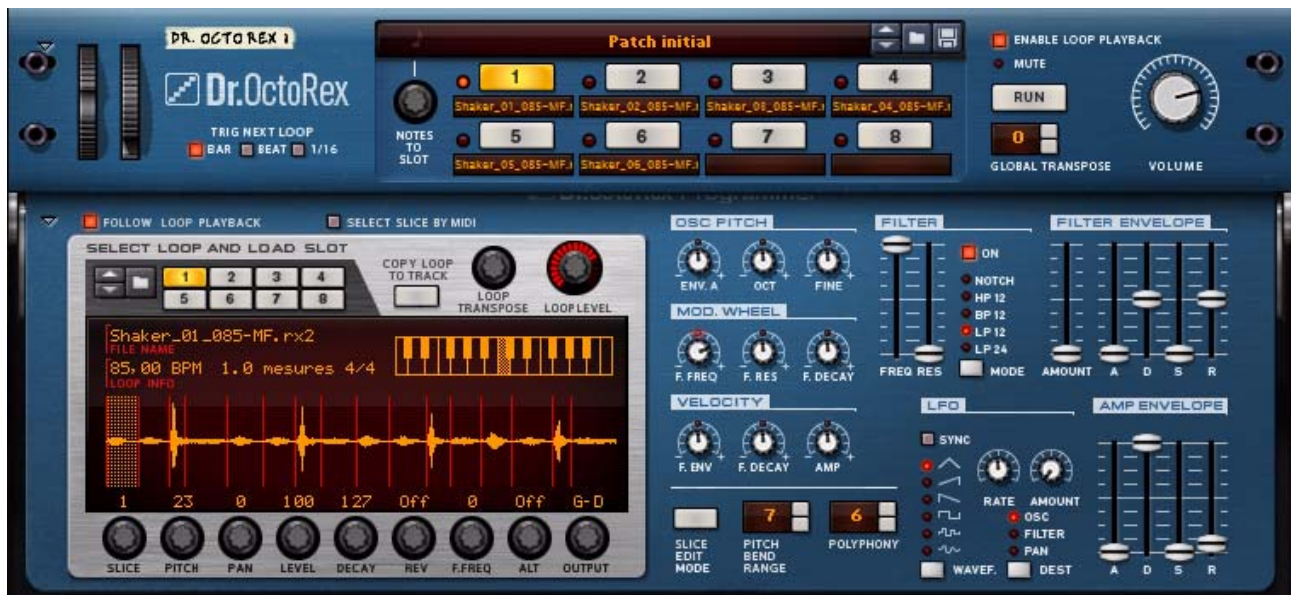 DR. OCTO REX 1
Dr.OctoRex
TRIG NEXT LOOP
BAR BEAT 1/16
Patch initial
NOTES TO SLOT
1 2 3 4
Shaker_01_085-MF.r Shaker_02_085-MF.r Shaker_03_085-MF.r Shaker_04_085-MF.r
5 6 7 8
Shaker_05_085-MF.r Shaker_06_085-MF.r
ENABLE LOOP PLAYBACK
MUTE
RUN
0
GLOBAL TRANSPOSE
VOLUME
FOLLOW LOOP PLAYBACK
SELECT SLICE BY MIDI
SELECT LOOP AND LOAD SLOT
1 2 3 4
5 6 7 8
COPY LOOP
TO TRACK
LOOP
TRANSPOSE
LOOP LEVEL
Shaker_01_085-MF.rx2
FILE NAME
85,00 BPM 1.0 mesures 4/4
LOOP INFO
1 23 0 100 127 Off 0 Off G-D
SLICE PITCH PAN LEVEL DECAY REV F.FREQ ALT OUTPUT
OSC PITCH
ENV. A OCT FINE
MOD. WHEEL
F. FREQ F. RES F. DECAY
VELOCITY
F. ENV F. DECAY AMP
SLICE
EDIT
MODE
7
PITCH
BEND
RANGE
6
POLYPHONY
FILTER
ON
NOTCH
HP 12
BP 12
LP 12
LP 24
FREQ RES MODE
FILTER ENVELOPE
AMOUNT A D S R
LFO
SYNC
RATE AMOUNT
OSC
FILTER
PAN
WAVEF. DEST
AMP ENVELOPE
A D S R